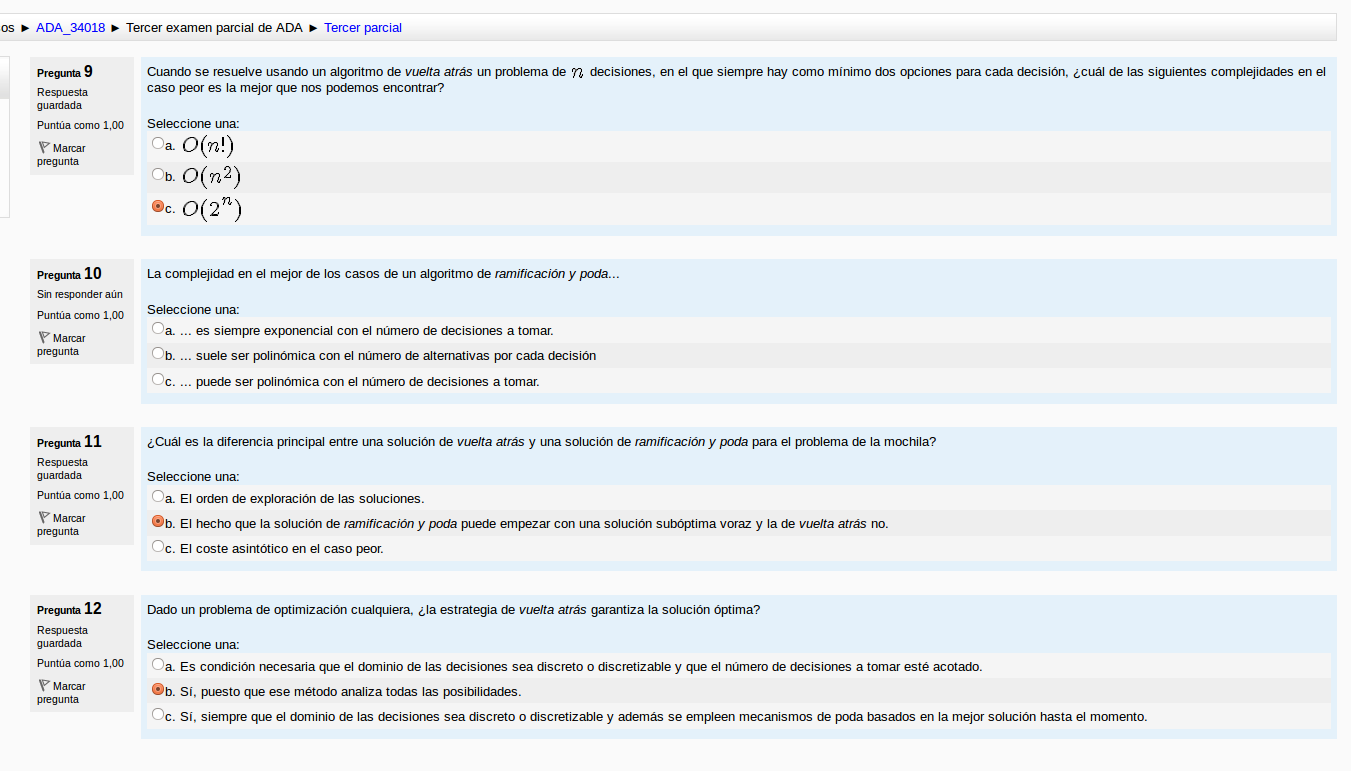 os ► ADA_34018 ► Tercer examen parcial de ADA ► Tercer parcial
Pregunta 9
Respuesta
guardada
Puntúa como 1,00
Marcar
pregunta
Cuando se resuelve usando un algoritmo de vuelta atrás un problema de n decisiones, en el que siempre hay como mínimo dos opciones para cada decisión, ¿cuál de las siguientes complejidades en el
caso peor es la mejor que nos podemos encontrar?
Seleccione una:
a. O(n!)
b. O(n²)
c. O(2ⁿ)
Pregunta 10
Sin responder aún
Puntúa como 1,00
Marcar
pregunta
La complejidad en el mejor de los casos de un algoritmo de ramificación y poda...
Seleccione una:
a. ... es siempre exponencial con el número de decisiones a tomar.
b. ... suele ser polinómica con el número de alternativas por cada decisión
c. ... puede ser polinómica con el número de decisiones a tomar.
Pregunta 11
Respuesta
guardada
Puntúa como 1,00
Marcar
pregunta
¿Cuál es la diferencia principal entre una solución de vuelta atrás y una solución de ramificación y poda para el problema de la mochila?
Seleccione una:
a. El orden de exploración de las soluciones.
b. El hecho que la solución de ramificación y poda puede empezar con una solución subóptima voraz y la de vuelta atrás no.
c. El coste asintótico en el caso peor.
Pregunta 12
Respuesta
guardada
Puntúa como 1,00
Marcar
pregunta
Dado un problema de optimización cualquiera, ¿la estrategia de vuelta atrás garantiza la solución óptima?
Seleccione una:
a. Es condición necesaria que el dominio de las decisiones sea discreto o discretizable y que el número de decisiones a tomar esté acotado.
b. Sí, puesto que ese método analiza todas las posibilidades.
c. Sí, siempre que el dominio de las decisiones sea discreto o discretizable y además se empleen mecanismos de poda basados en la mejor solución hasta el momento.